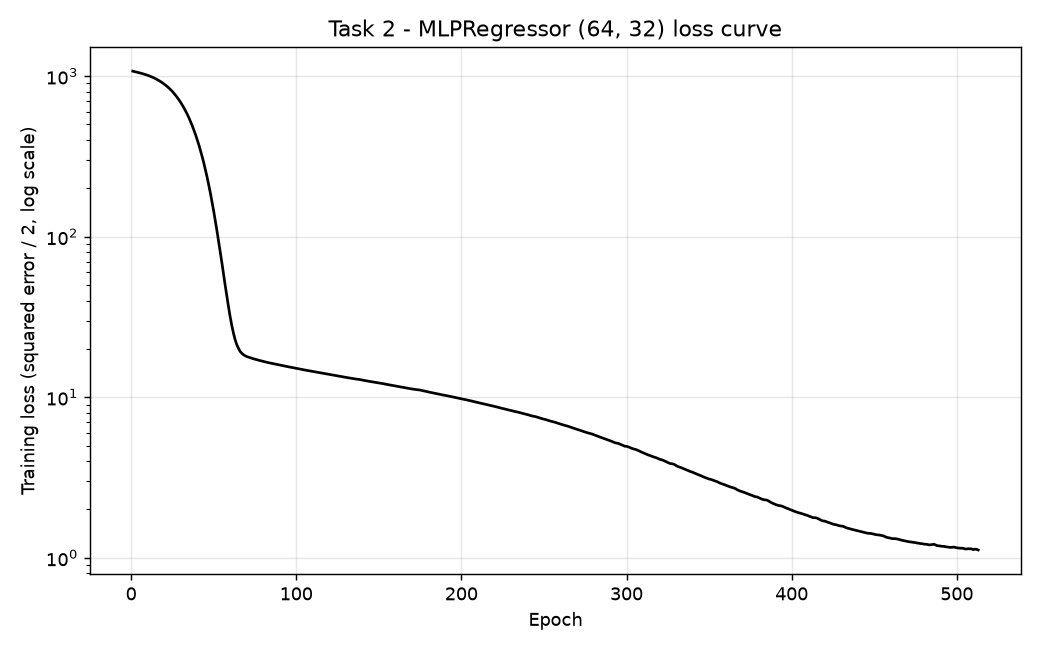 Task 2 - MLPRegressor (64, 32) loss curve
Training loss (squared error / 2, log scale)
10³
10²
10¹
10⁰
0 100 200 300 400 500
Epoch